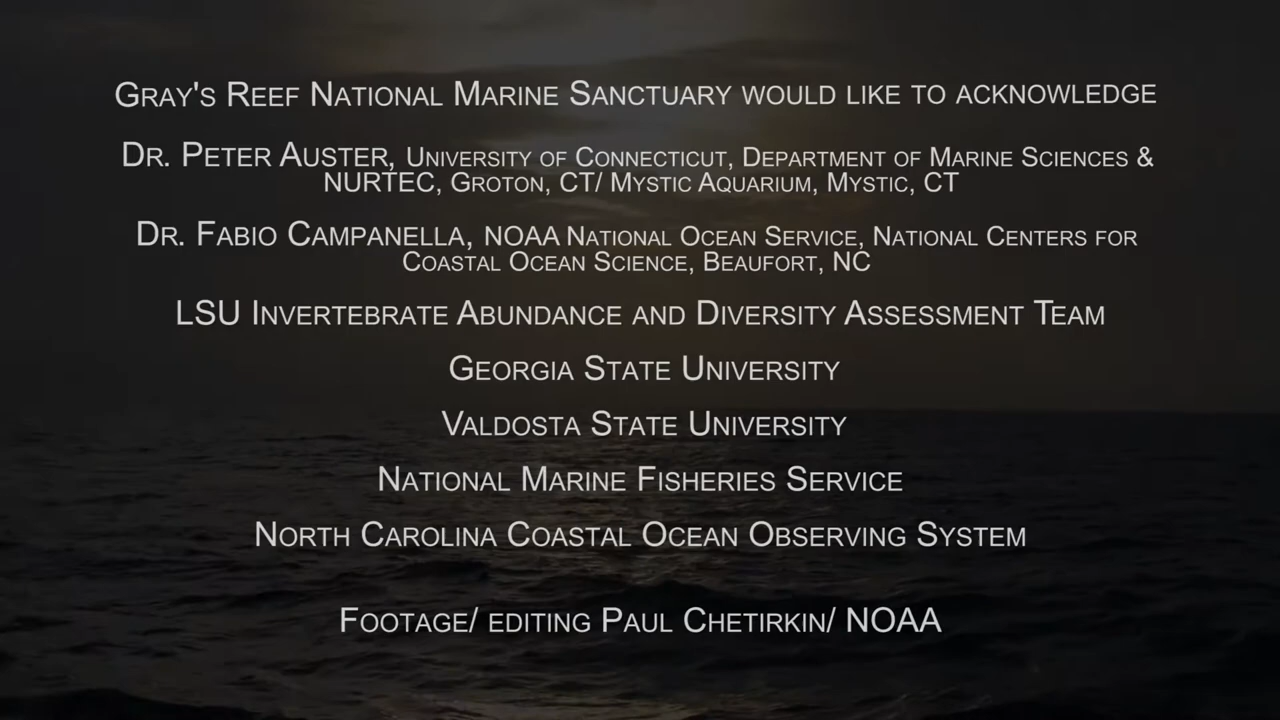 Gray's Reef National Marine Sanctuary would like to acknowledge
Dr. Peter Auster, University of Connecticut, Department of Marine Sciences &
NURTEC, Groton, CT/ Mystic Aquarium, Mystic, CT
Dr. Fabio Campanella, NOAA National Ocean Service, National Centers for
Coastal Ocean Science, Beaufort, NC
LSU Invertebrate Abundance and Diversity Assessment Team
Georgia State University
Valdosta State University
National Marine Fisheries Service
North Carolina Coastal Ocean Observing System
Footage/ editing Paul Chetirkin/ NOAA